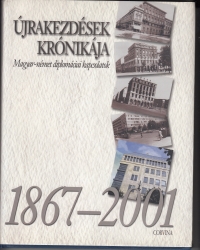 ÚJRAKEZDÉSEK
KRÓNIKÁJA
Magyar-német diplomáciai kapcsolatok
1867–2001
CORVINA